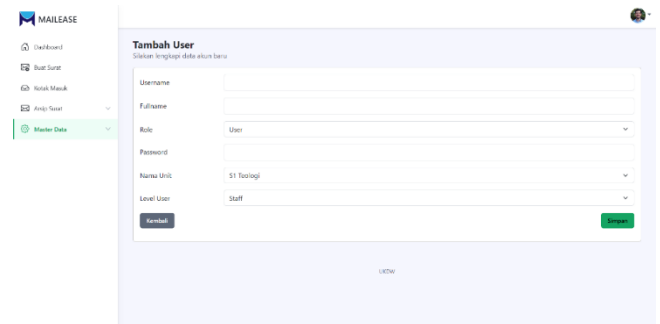 MAILEASE
Dashboard
Buat Surat
Kotak Masuk
Arsip Surat
Master Data
Tambah User
Silakan lengkapi data akun baru
Username
Fullname
Role
User
Password
Nama Unit
S1 Teologi
Level User
Staff
Kembali
Simpan
UKDW